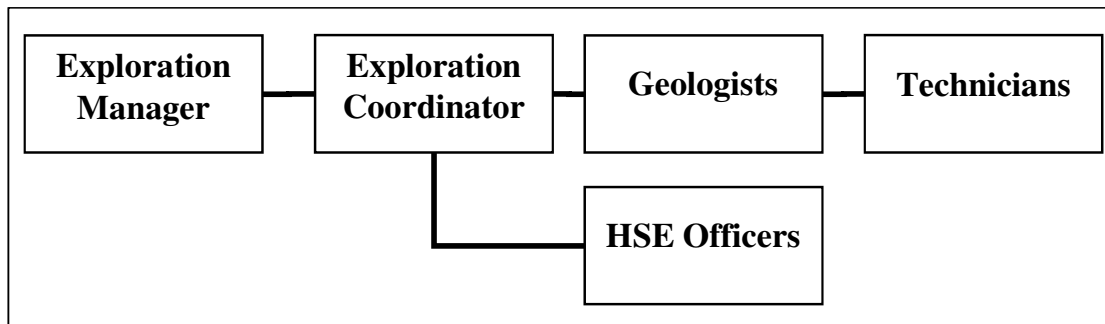 Exploration
Manager
Exploration
Coordinator
Geologists
Technicians
HSE Officers